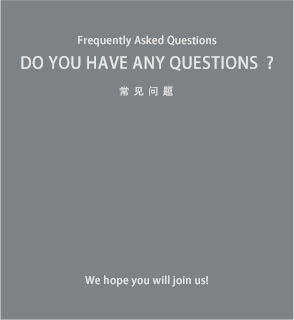 Frequently Asked Questions
DO YOU HAVE ANY QUESTIONS ?
常见问题
We hope you will join us!